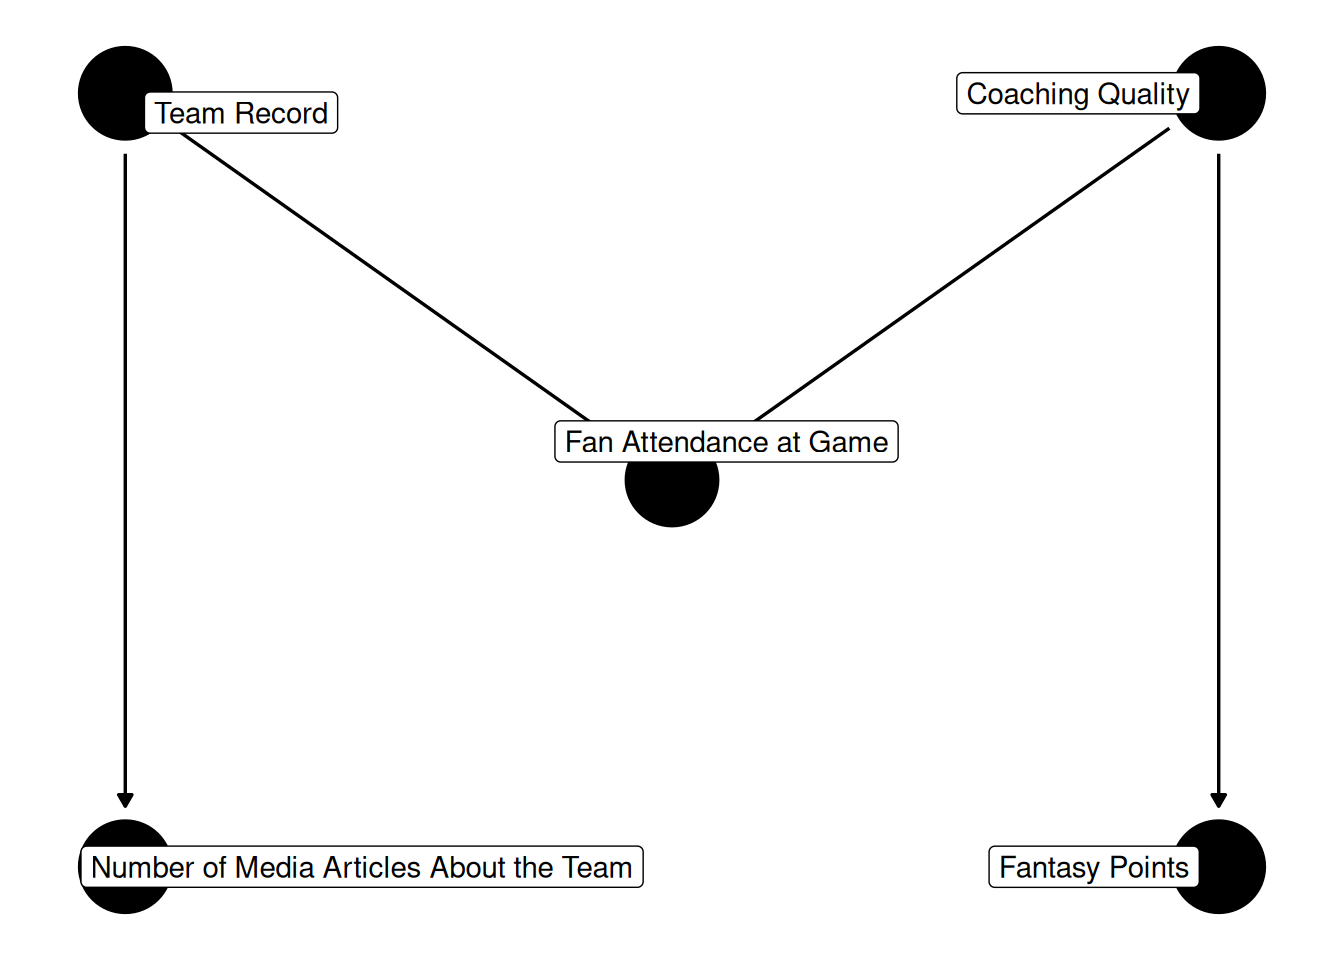 Team Record
Coaching Quality
Fan Attendance at Game
Number of Media Articles About the Team
Fantasy Points